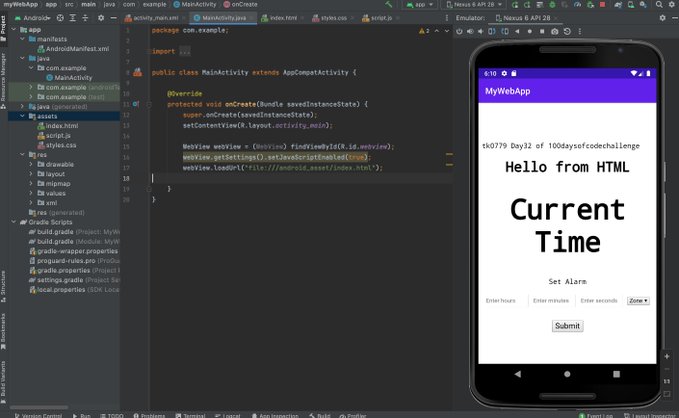 myWebApp app src main java com example MainActivity onCreate
app
Nexus 6 API 28
Android
activity_main.xml
MainActivity.java
index.html
styles.css
script.js
Emulator:
Nexus 6 API 28
Project
Resource Manager
Structure
Bookmarks
Build Variants
app
manifests
AndroidManifest.xml
java
com.example
MainActivity
com.example
com.example (test)
java (generated)
assets
index.html
script.js
styles.css
res
drawable
layout
mipmap
values
xml
res (generated)
Gradle Scripts
build.gradle
build.gradle (Module: MyW
gradle-wrapper.properties
proguard-rules.pro
gradle.properties
settings.gradle
local.properties (SDK Loc
1 package com.example;
2
3 import ...
7
8 public class MainActivity extends AppCompatActivity {
9
10 @Override
11 protected void onCreate(Bundle savedInstanceState) {
12 super.onCreate(savedInstanceState);
13 setContentView(R.layout.activity_main);
14
15 WebView webView = (WebView) findViewById(R.id.webview);
16 webView.getSettings().setJavaScriptEnabled(true);
17 webView.loadUrl("file:///android_asset/index.html");
18
19 }
20 }
2
6:10
MyWebApp
tk0779 Day32 of 100daysofcodechallenge
Hello from HTML
Current
Time
Set Alarm
Enter hours
Enter minutes
Enter seconds
Zone
Submit
1:1
Version Control
Run
TODO
Problems
Terminal
Logcat
App Inspection
Build
Profiler
Event Log
Layout Inspector